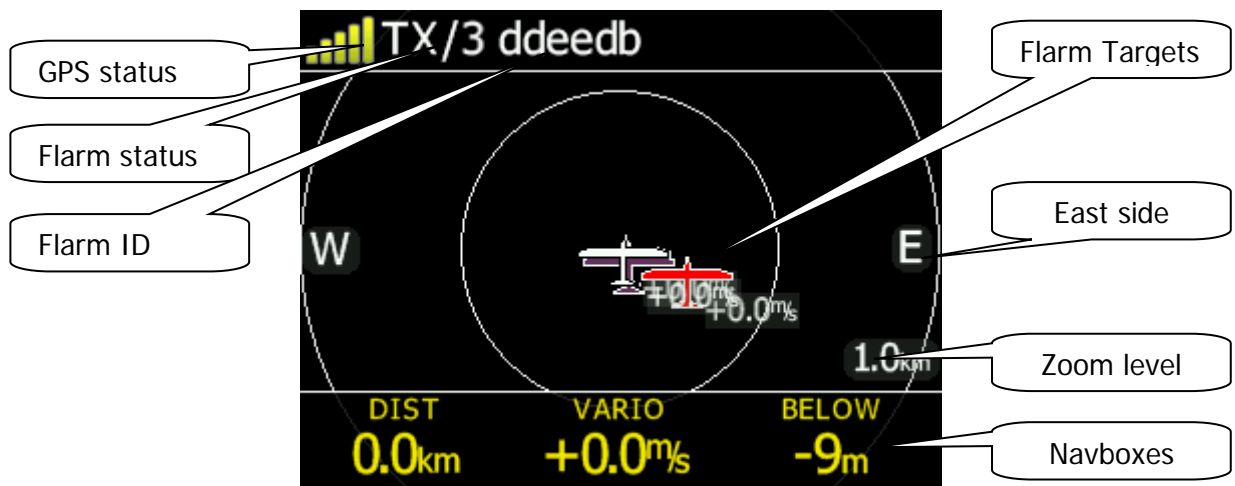 TX/3 ddeedb
GPS status
Flarm status
Flarm ID
Flarm Targets
East side
Zoom level
Navboxes
W
E
+0.0m/s
+0.0m/s
1.0km
DIST
VARIO
BELOW
0.0km
+0.0m/s
-9m